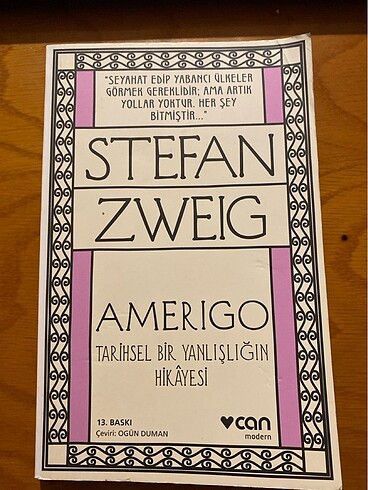 "SEYAHAT EDİP YABANCI ÜLKELER
GÖRMEK GEREKLİDİR; AMA ARTIK
YOLLAR YOKTUR. HER ŞEY
BİTMİŞTİR..."
STEFAN
ZWEIG
AMERIGO
TARİHSEL BİR YANLIŞLIĞIN
HİKÂYESİ
13. BASKI
Çeviri: OGÜN DUMAN
can
modern